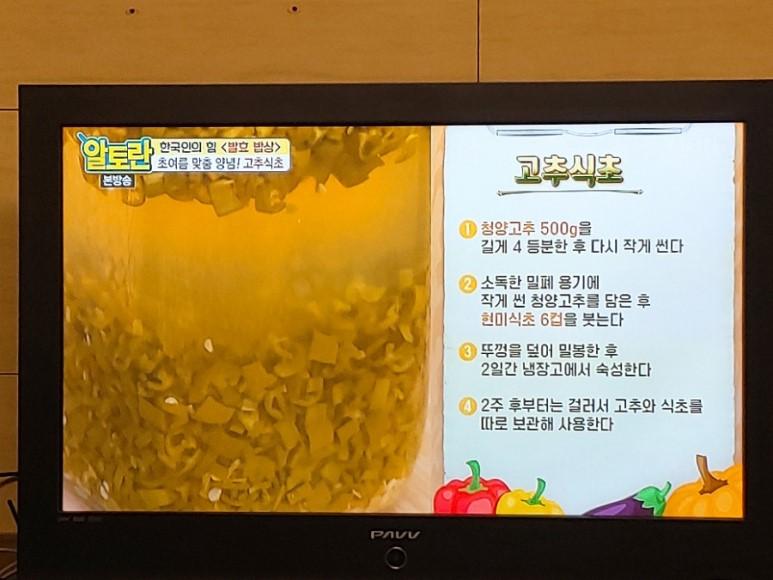 알토란
본방송
한국인의 힘 <발효 밥상>
초여름 맞춤 양념! 고추식초
고추식초
1 청양고추 500g을
길게 4 등분한 후 다시 작게 썬다
2 소독한 밀폐 용기에
작게 썬 청양고추를 담은 후
현미식초 6컵을 붓는다
3 뚜껑을 덮어 밀봉한 후
2일간 냉장고에서 숙성한다
4 2주 후부터는 걸러서 고추와 식초를
따로 보관해 사용한다
PAVV